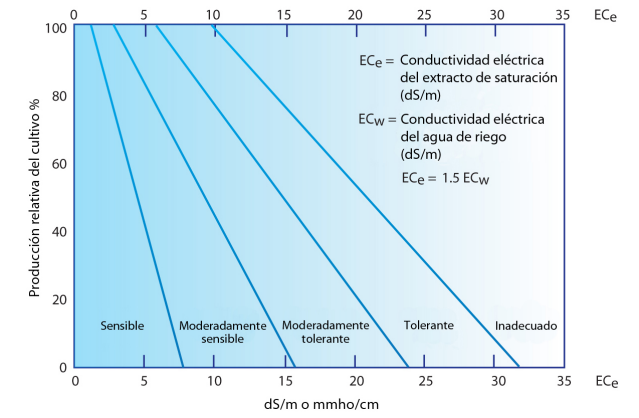 0 5 10 15 20 25 30 35 ECe
100
80
60
40
20
0
Producción relativa del cultivo %
ECe = Conductividad eléctrica
del extracto de saturación
(dS/m)
ECw = Conductividad eléctrica
del agua de riego
(dS/m)
ECe = 1.5 ECw
Sensible
Moderadamente
sensible
Moderadamente
tolerante
Tolerante
Inadecuado
0 5 10 15 20 25 30 35 ECe
dS/m o mmho/cm